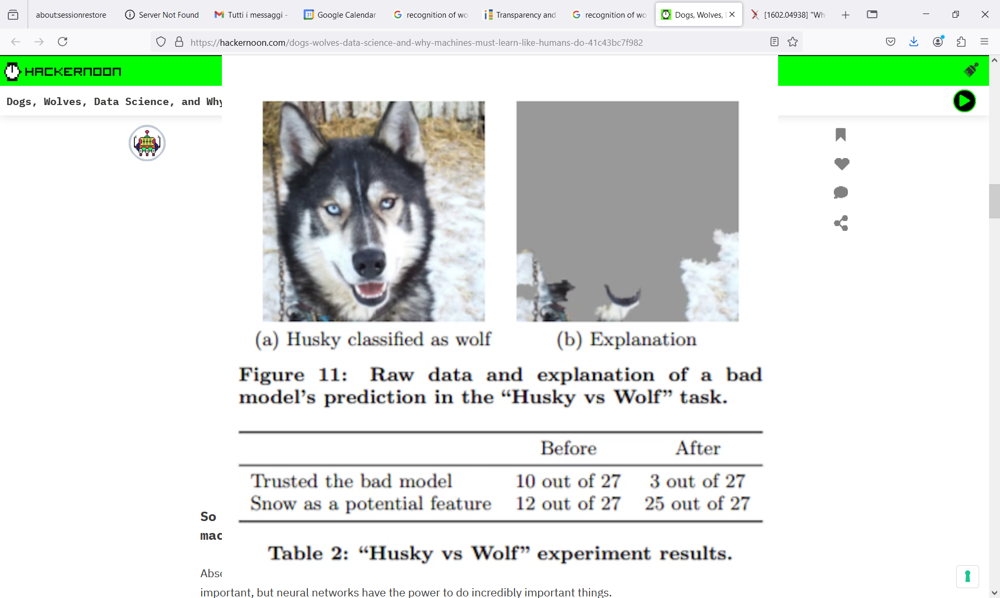 about:sessionrestore
Server Not Found
Tutti i messaggi -
31
Google Calendar
recognition of wo
Transparency and
recognition of wo
Dogs, Wolves,
[1602.04938] "Wh
https://hackernoon.com/dogs-wolves-data-science-and-why-machines-must-learn-like-humans-do-41c43bc7f982
HACKERNOON
Dogs, Wolves, Data Science, and Why
(a) Husky classified as wolf
(b) Explanation
Figure 11: Raw data and explanation of a bad
model’s prediction in the “Husky vs Wolf” task.
Before After
Trusted the bad model 10 out of 27 3 out of 27
Snow as a potential feature 12 out of 27 25 out of 27
Table 2: “Husky vs Wolf” experiment results.
So
mac
Abso
important, but neural networks have the power to do incredibly important things.